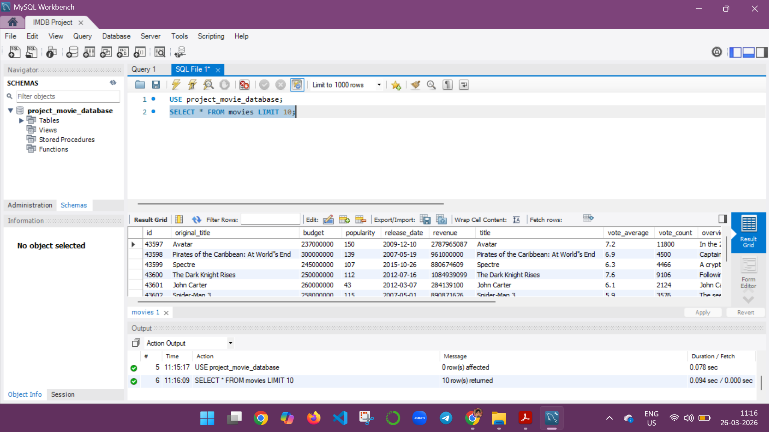 MySQL Workbench
IMDB Project
File Edit View Query Database Server Tools Scripting Help
Navigator
SCHEMAS
Filter objects
project_movie_database
Tables
Views
Stored Procedures
Functions
Administration Schemas
Information
No object selected
Object Info Session
Query 1 SQL File 1*
Limit to 1000 rows
1 USE project_movie_database;
2 SELECT * FROM movies LIMIT 10;
Result Grid Filter Rows: Edit: Export/Import: Wrap Cell Content: Fetch rows:
id original_title budget popularity release_date revenue title vote_average vote_count overvi
43597 Avatar 237000000 150 2009-12-10 2787965087 Avatar 7.2 11800 In the 2
43598 Pirates of the Caribbean: At World"s End 300000000 139 2007-05-19 961000000 Pirates of the Caribbean: At World"s End 6.9 4500 Captain
43599 Spectre 245000000 107 2015-10-26 880674609 Spectre 6.3 4466 A crypt
43600 The Dark Knight Rises 250000000 112 2012-07-16 1084939099 The Dark Knight Rises 7.6 9106 Followin
43601 John Carter 260000000 43 2012-03-07 284139100 John Carter 6.1 2124 John Ca
43602 Spider-Man 3 258000000 115 2007-05-01 890871626 Spider-Man 3 5.9 3576 The see
Result Grid
Form Editor
movies 1 Apply Revert
Output
Action Output
# Time Action Message Duration / Fetch
5 11:15:17 USE project_movie_database 0 row(s) affected 0.078 sec
6 11:16:09 SELECT * FROM movies LIMIT 10 10 row(s) returned 0.094 sec / 0.000 sec
ENG
US
11:16
26-03-2026